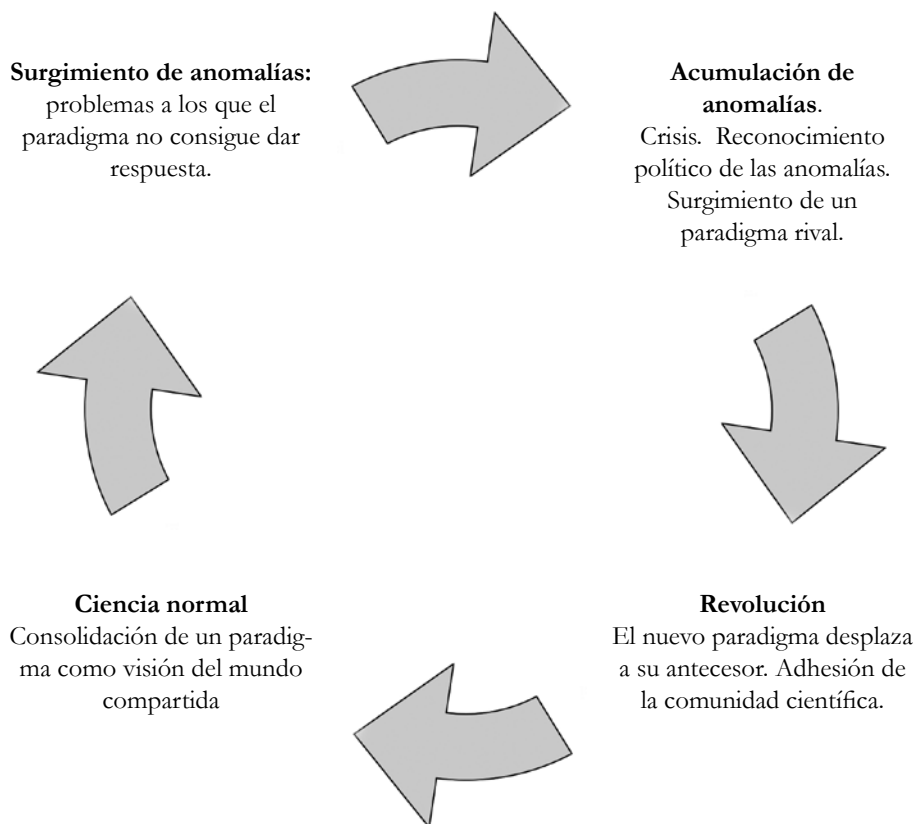 Surgimiento de anomalías:
problemas a los que el
paradigma no consigue dar
respuesta.
Acumulación de
anomalías.
Crisis. Reconocimiento
político de las anomalías.
Surgimiento de un
paradigma rival.
Ciencia normal
Consolidación de un paradig-
ma como visión del mundo
compartida
Revolución
El nuevo paradigma desplaza
a su antecesor. Adhesión de
la comunidad científica.